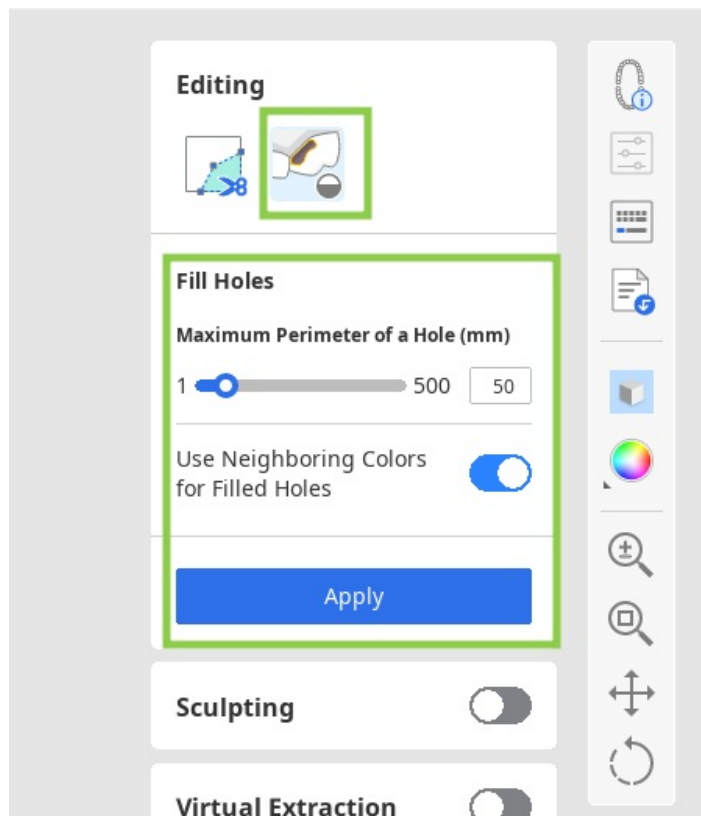 Editing
Fill Holes
Maximum Perimeter of a Hole (mm)
1 500 50
Use Neighboring Colors
for Filled Holes
Apply
Sculpting
Virtual Extraction